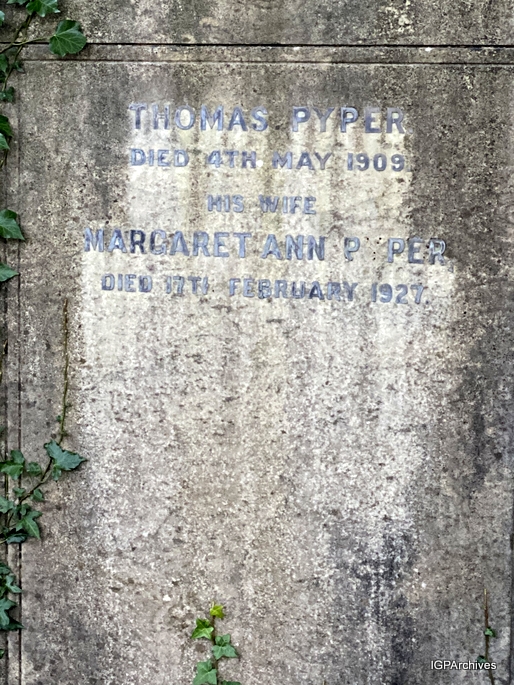 THOMAS PYPER
DIED 4TH MAY 1909
HIS WIFE
MARGARET ANN P PER
DIED 17TH FEBRUARY 1927.
IGPArchives